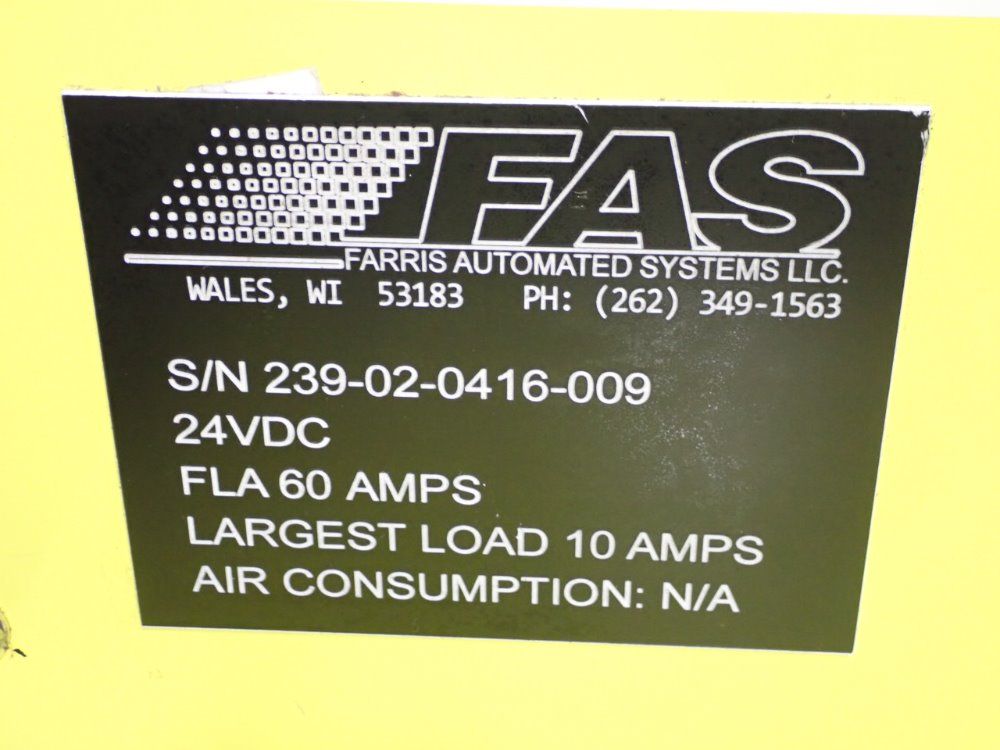 FAS
FARRIS AUTOMATED SYSTEMS LLC.
WALES, WI 53183 PH: (262) 349-1563
S/N 239-02-0416-009
24VDC
FLA 60 AMPS
LARGEST LOAD 10 AMPS
AIR CONSUMPTION: N/A